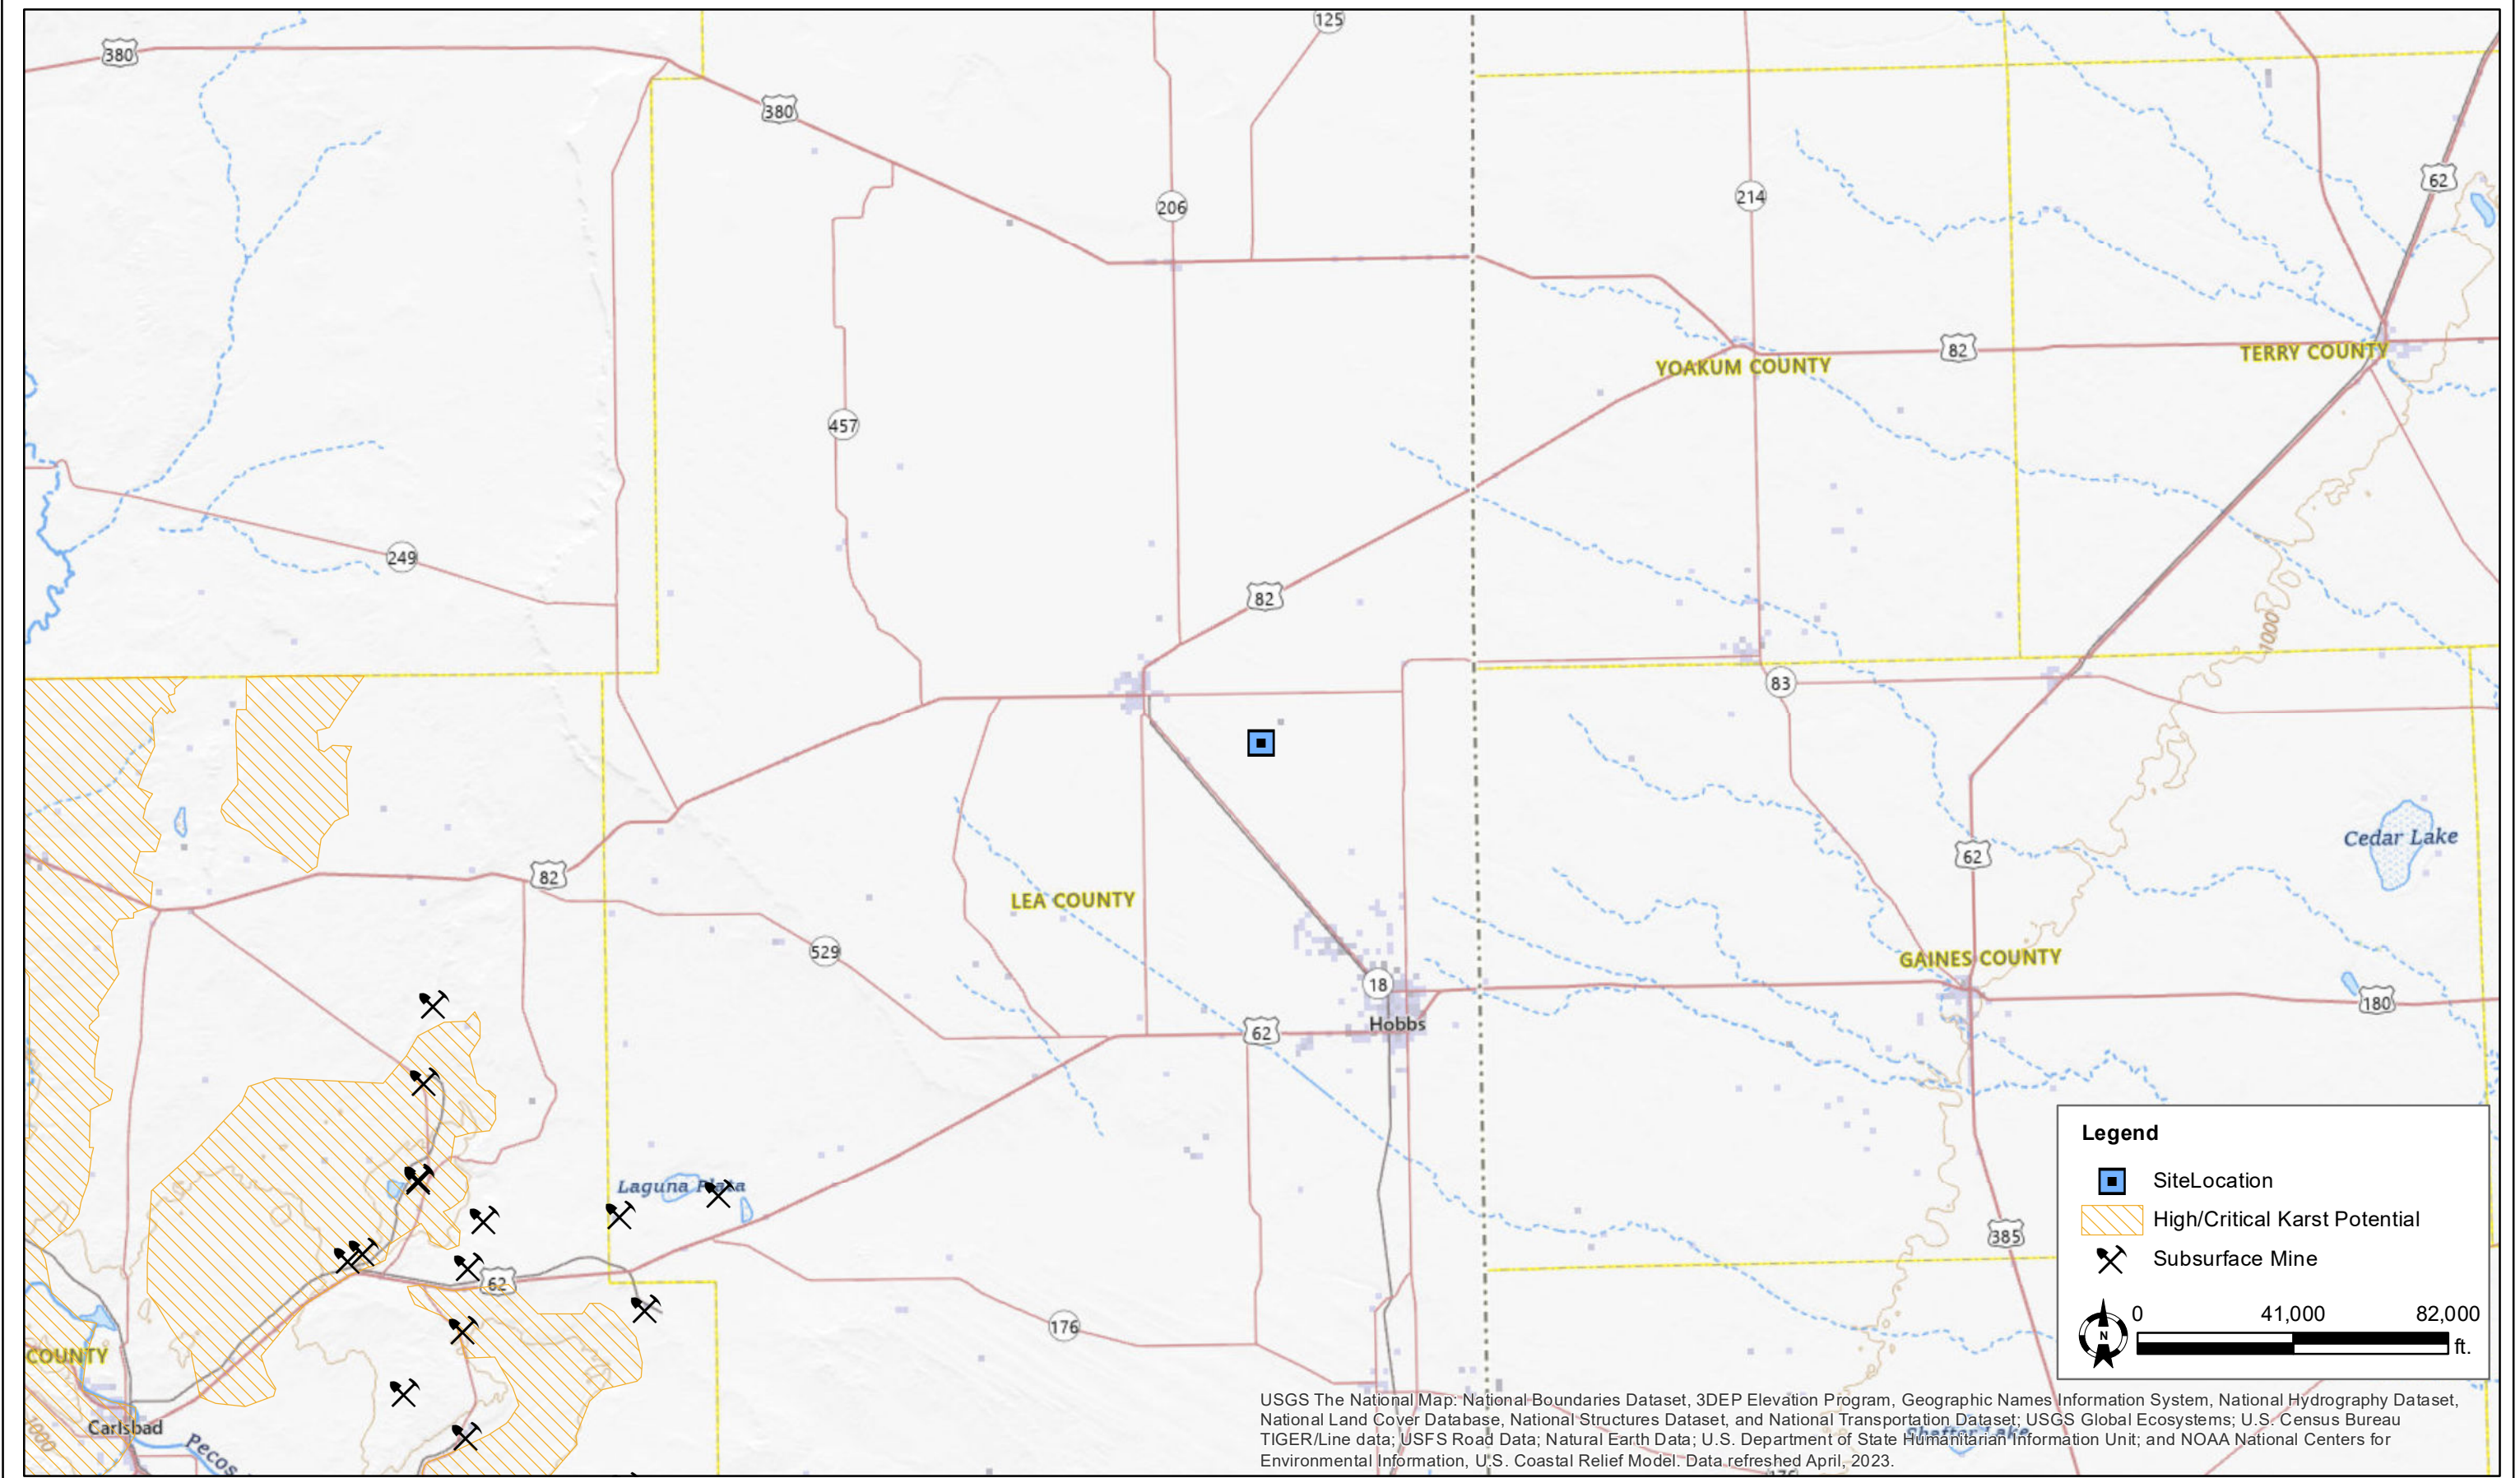 125
380
380
62
206
214
82
YOAKUM COUNTY
TERRY COUNTY
457
249
82
1000
83
Cedar Lake
62
82
LEA COUNTY
529
GAINES COUNTY
18
180
Hobbs
62
Laguna Plata
385
62
176
COUNTY
Carlsbad
1000
Pecos
Legend
SiteLocation
High/Critical Karst Potential
Subsurface Mine
N
0 41,000 82,000
ft.
USGS The National Map: National Boundaries Dataset, 3DEP Elevation Program, Geographic Names Information System, National Hydrography Dataset,
National Land Cover Database, National Structures Dataset, and National Transportation Dataset; USGS Global Ecosystems; U.S. Census Bureau
TIGER/Line data; USFS Road Data; Natural Earth Data; U.S. Department of State Humanitarian Information Unit; and NOAA National Centers for
Environmental Information, U.S. Coastal Relief Model. Data refreshed April, 2023.
Shafter Lake